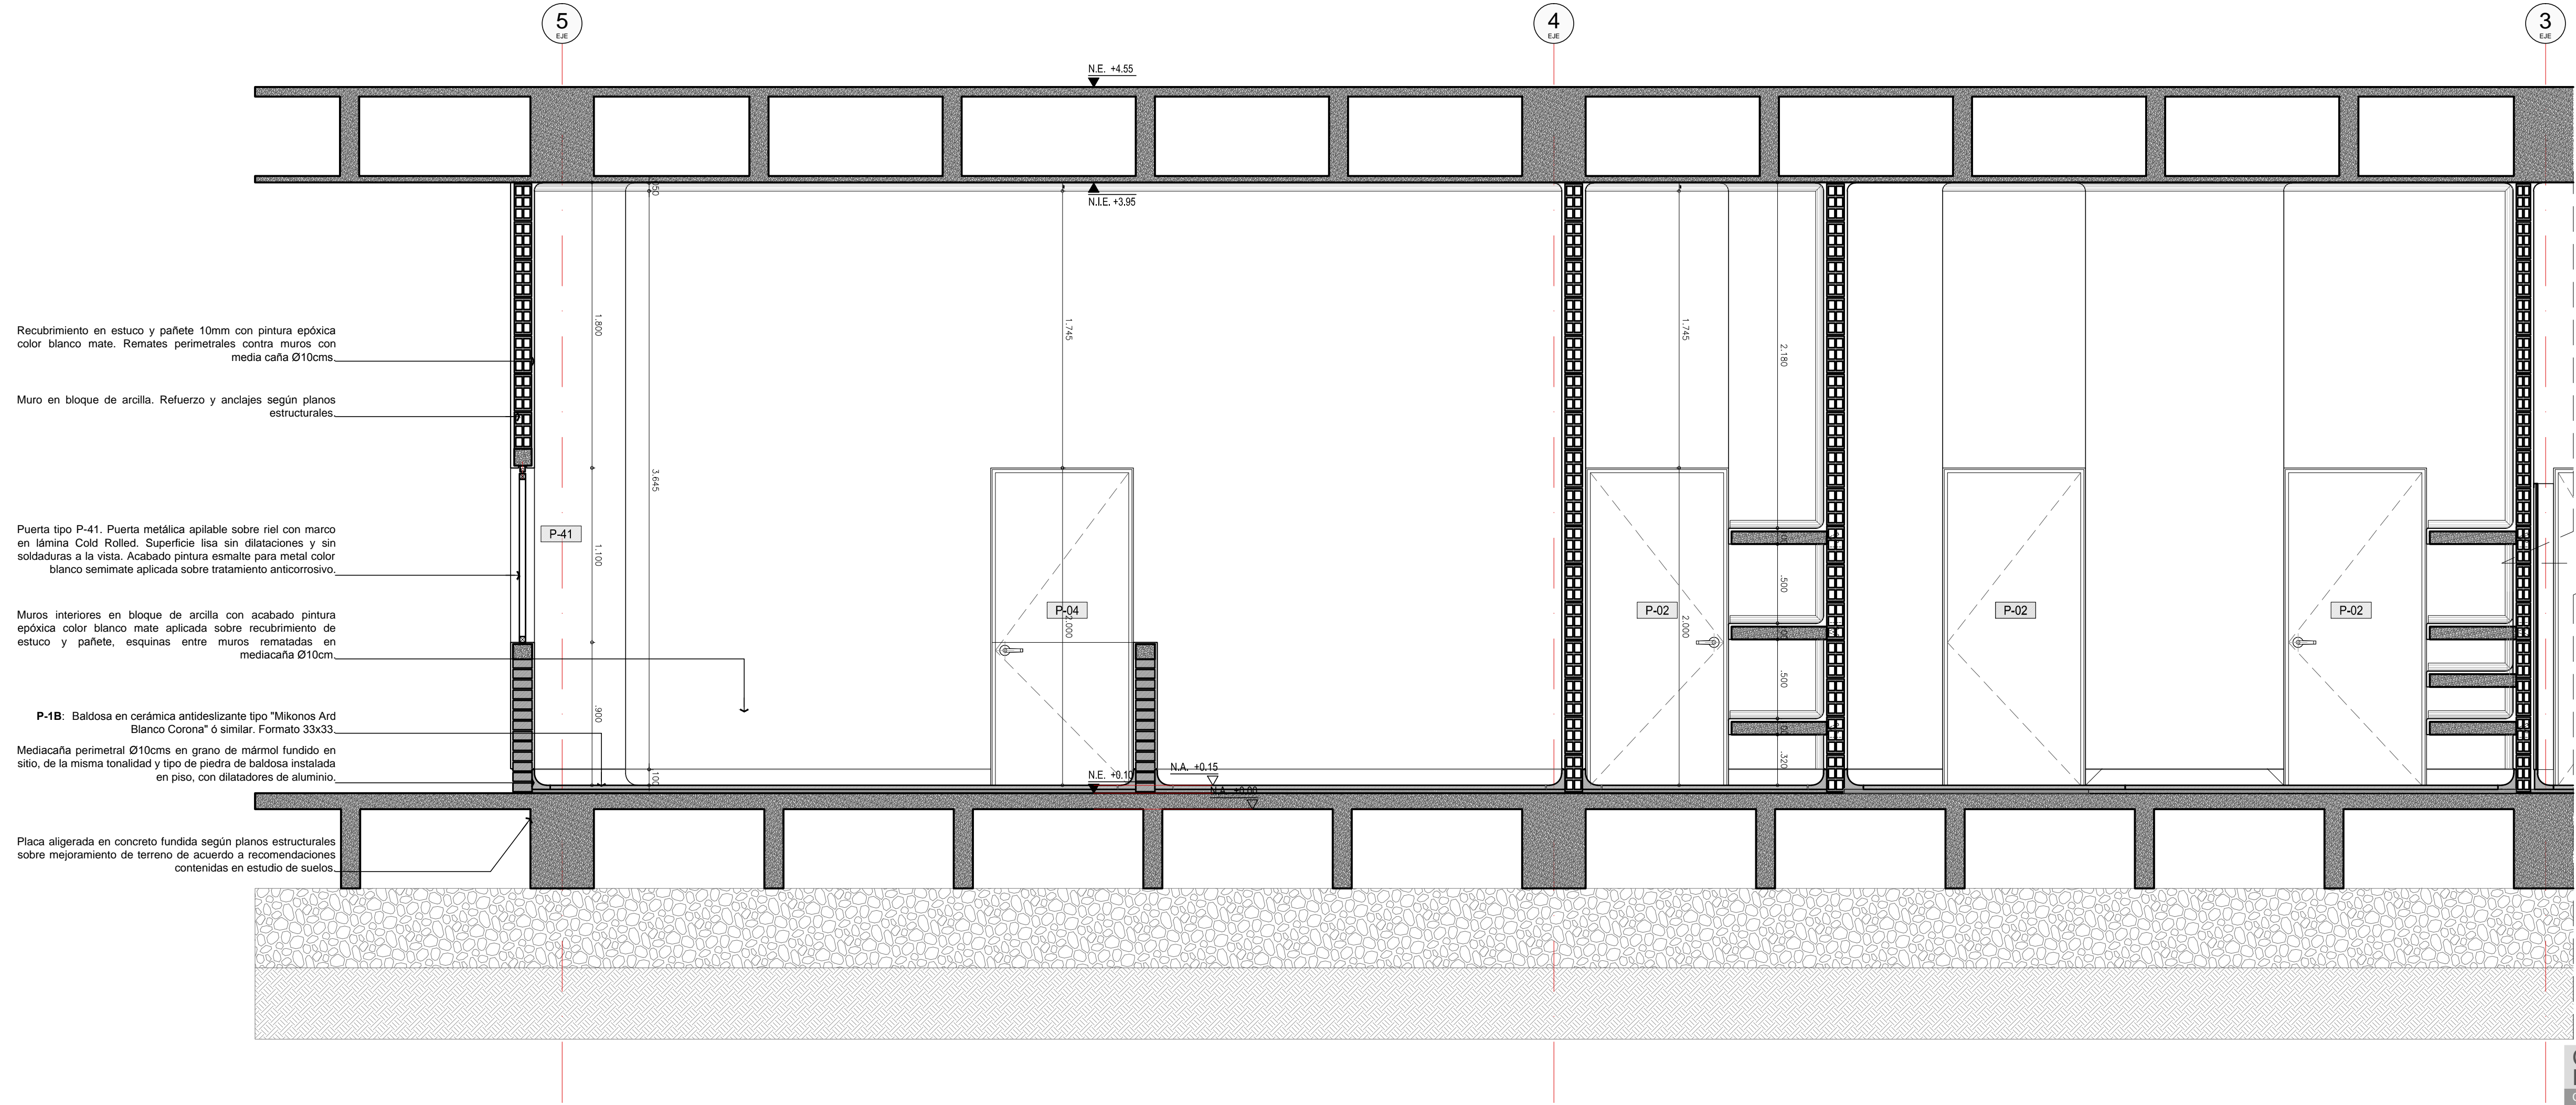 5
EJE
4
EJE
3
EJE
N.E. +4.55
.050
N.I.E. +3.95
Recubrimiento en estuco y pañete 10mm con pintura epóxica
color blanco mate. Remates perimetrales contra muros con
media caña Ø10cms.
1.800
1.745
1.745
2.180
Muro en bloque de arcilla. Refuerzo y anclajes según planos
estructurales.
3.645
Puerta tipo P-41. Puerta metálica apilable sobre riel con marco
en lámina Cold Rolled. Superficie lisa sin dilataciones y sin
soldaduras a la vista. Acabado pintura esmalte para metal color
blanco semimate aplicada sobre tratamiento anticorrosivo.
P-41
1.100
.500
Muros interiores en bloque de arcilla con acabado pintura
epóxica color blanco mate aplicada sobre recubrimiento de
estuco y pañete, esquinas entre muros rematadas en
mediacaña Ø10cm.
P-04
2.000
P-02
2.000
P-02
P-02
.500
.900
P-1B: Baldosa en cerámica antideslizante tipo "Mikonos Ard
Blanco Corona" ó similar. Formato 33x33.
Mediacaña perimetral Ø10cms en grano de mármol fundido en
sitio, de la misma tonalidad y tipo de piedra de baldosa instalada
en piso, con dilatadores de aluminio.
.320
.100
N.E. +0.10
N.A. +0.15
N.A. +0.00
Placa aligerada en concreto fundida según planos estructurales
sobre mejoramiento de terreno de acuerdo a recomendaciones
contenidas en estudio de suelos.